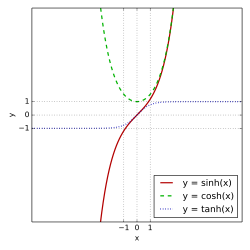 y
1
0
−1
y = sinh(x)
y = cosh(x)
y = tanh(x)
−1 0 1
x